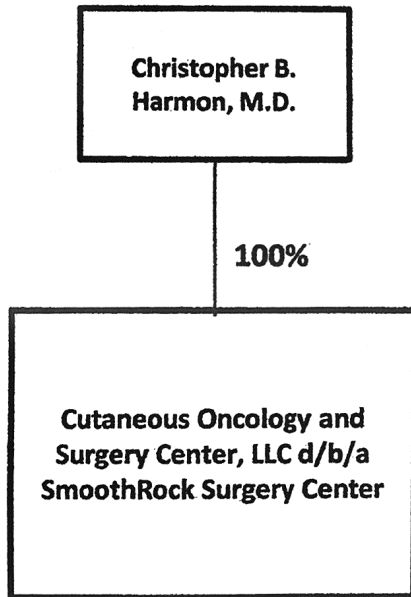 Christopher B.
Harmon, M.D.
100%
Cutaneous Oncology and
Surgery Center, LLC d/b/a
SmoothRock Surgery Center